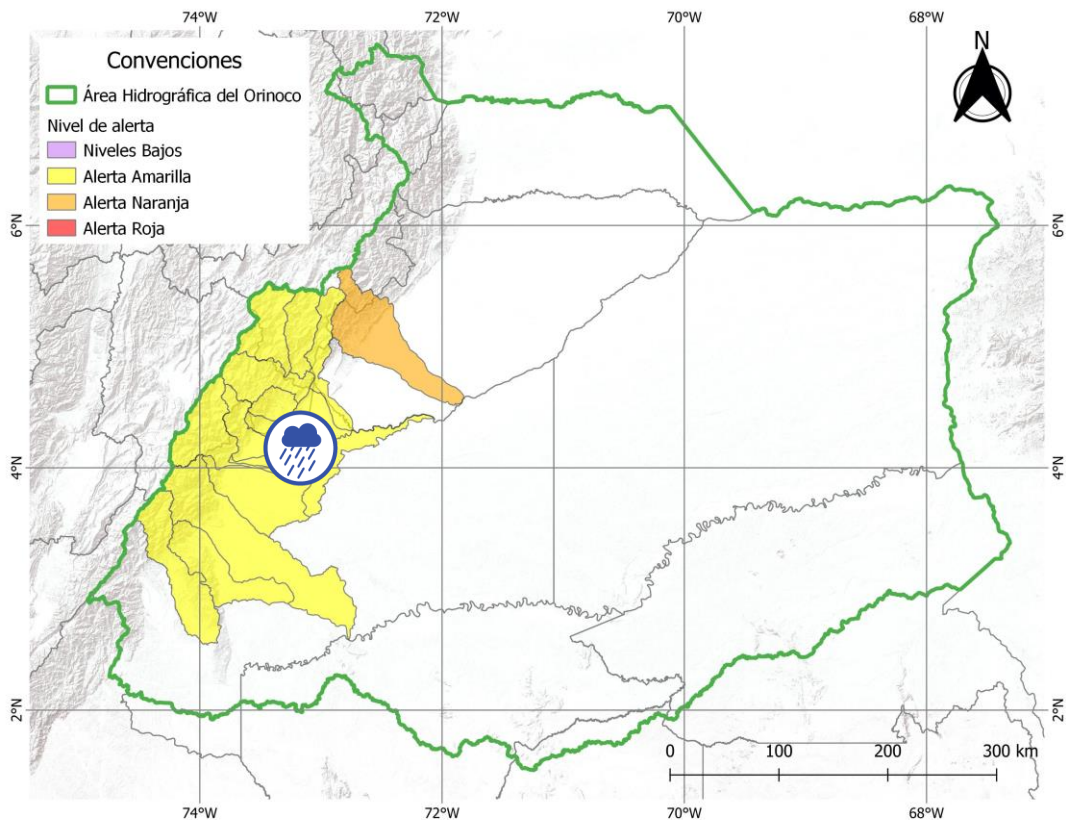 74°W 72°W 70°W 68°W
Convenciones
Área Hidrográfica del Orinoco
Nivel de alerta
Niveles Bajos
Alerta Amarilla
Alerta Naranja
Alerta Roja
N
6°N 6°N
4°N 4°N
2°N 2°N
0 100 200 300 km
74°W 72°W 70°W 68°W